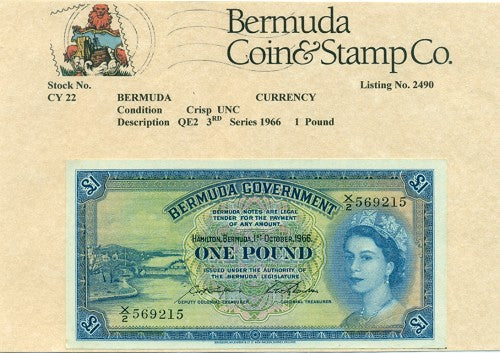 Bermuda
Coin&Stamp Co.
Stock No. Listing No. 2490
CY 22 BERMUDA CURRENCY
Condition Crisp UNC
Description QE2 3RD Series 1966 1 Pound
£1 £1
BERMUDA GOVERNMENT
BERMUDA NOTES ARE LEGAL
TENDER FOR THE PAYMENT
OF ANY AMOUNT.
X/2 569215
HAMILTON, BERMUDA, 1ST OCTOBER, 1966.
ONE POUND
ISSUED UNDER THE AUTHORITY OF
THE BERMUDA LEGISLATURE
DEPUTY COLONIAL TREASURER COLONIAL TREASURER
X/2 569215
£1 £1